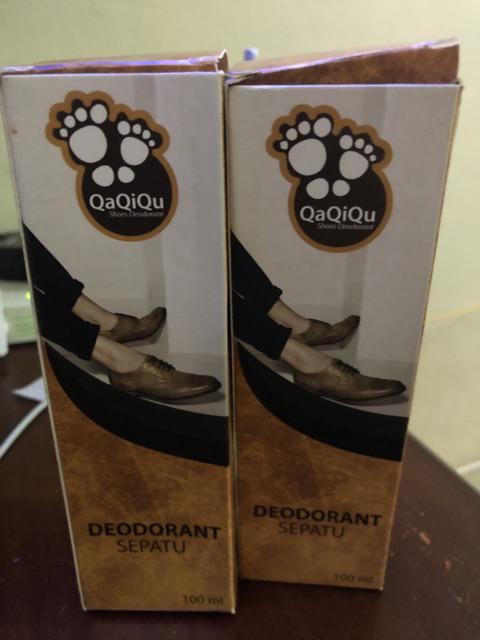 QaQiQu
Shoes Deodorant
DEODORANT
SEPATU
100 ml
QaQiQu
Shoes Deodorant
DEODORANT
SEPATU
100 ml